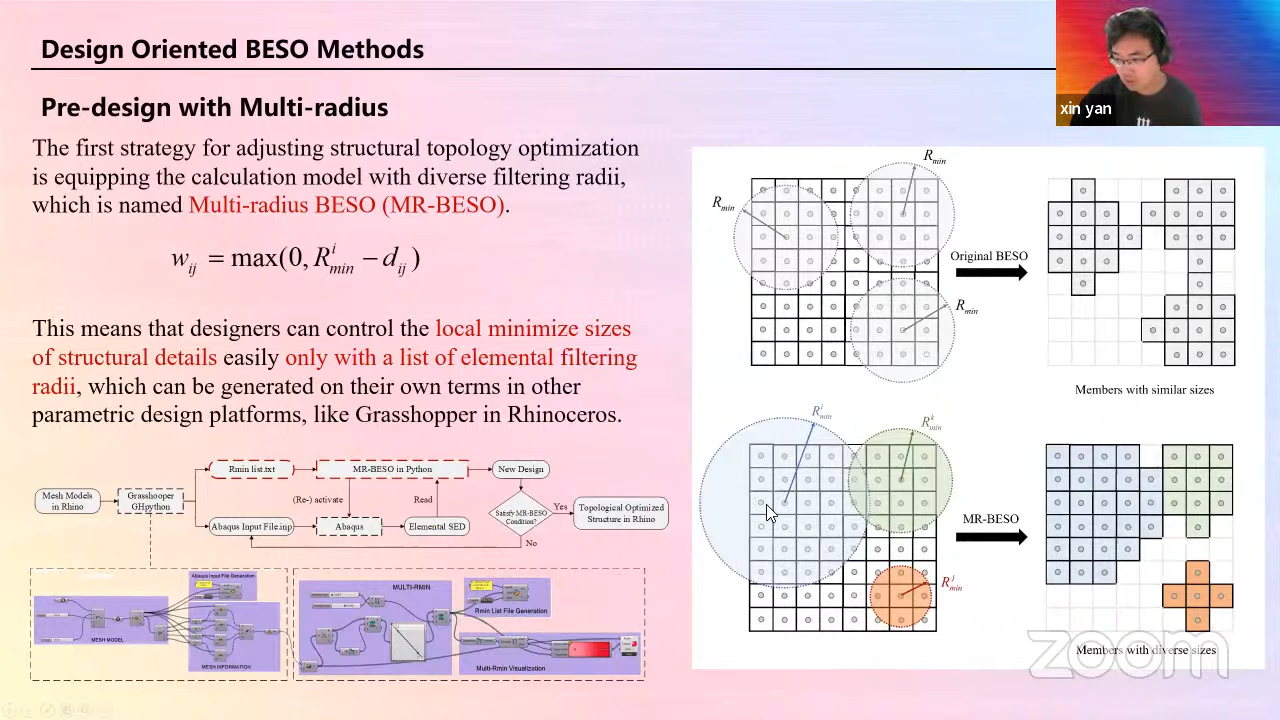 Design Oriented BESO Methods
xin yan
Pre-design with Multi-radius
The first strategy for adjusting structural topology optimization
is equipping the calculation model with diverse filtering radii,
which is named Multi-radius BESO (MR-BESO).
w_ij = max(0, R^i_min − d_ij)
This means that designers can control the local minimize sizes
of structural details easily only with a list of elemental filtering
radii, which can be generated on their own terms in other
parametric design platforms, like Grasshopper in Rhinoceros.
Mesh Models
in Rhino
Grasshooper
GHpython
Rmin list.txt
MR-BESO in Python
New Design
(Re-) activate
Read
Abaqus Input File.inp
Abaqus
Elemental SED
Satisfy MR-BESO
Condition?
Yes
No
Topological Optimized
Structure in Rhino
Abaqus Input File Generation
MESH MODEL
MESH INFORMATION
MULTI-RMIN
Rmin List File Generation
Multi-Rmin Visualization
R_min
R_min
R_min
Original BESO
Members with similar sizes
R^i_min
R^k_min
R^j_min
MR-BESO
Members with diverse sizes
zoom